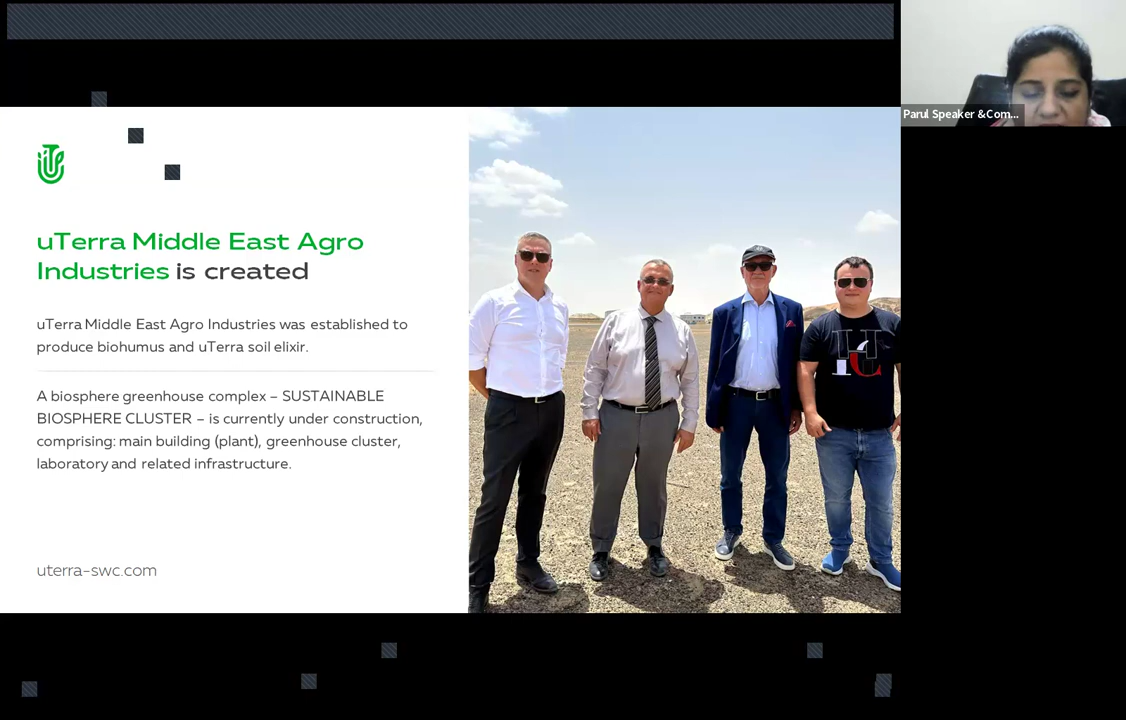 Parul Speaker &Com...
uTerra Middle East Agro
Industries is created
uTerra Middle East Agro Industries was established to
produce biohumus and uTerra soil elixir.
A biosphere greenhouse complex – SUSTAINABLE
BIOSPHERE CLUSTER – is currently under construction,
comprising: main building (plant), greenhouse cluster,
laboratory and related infrastructure.
uterra-swc.com